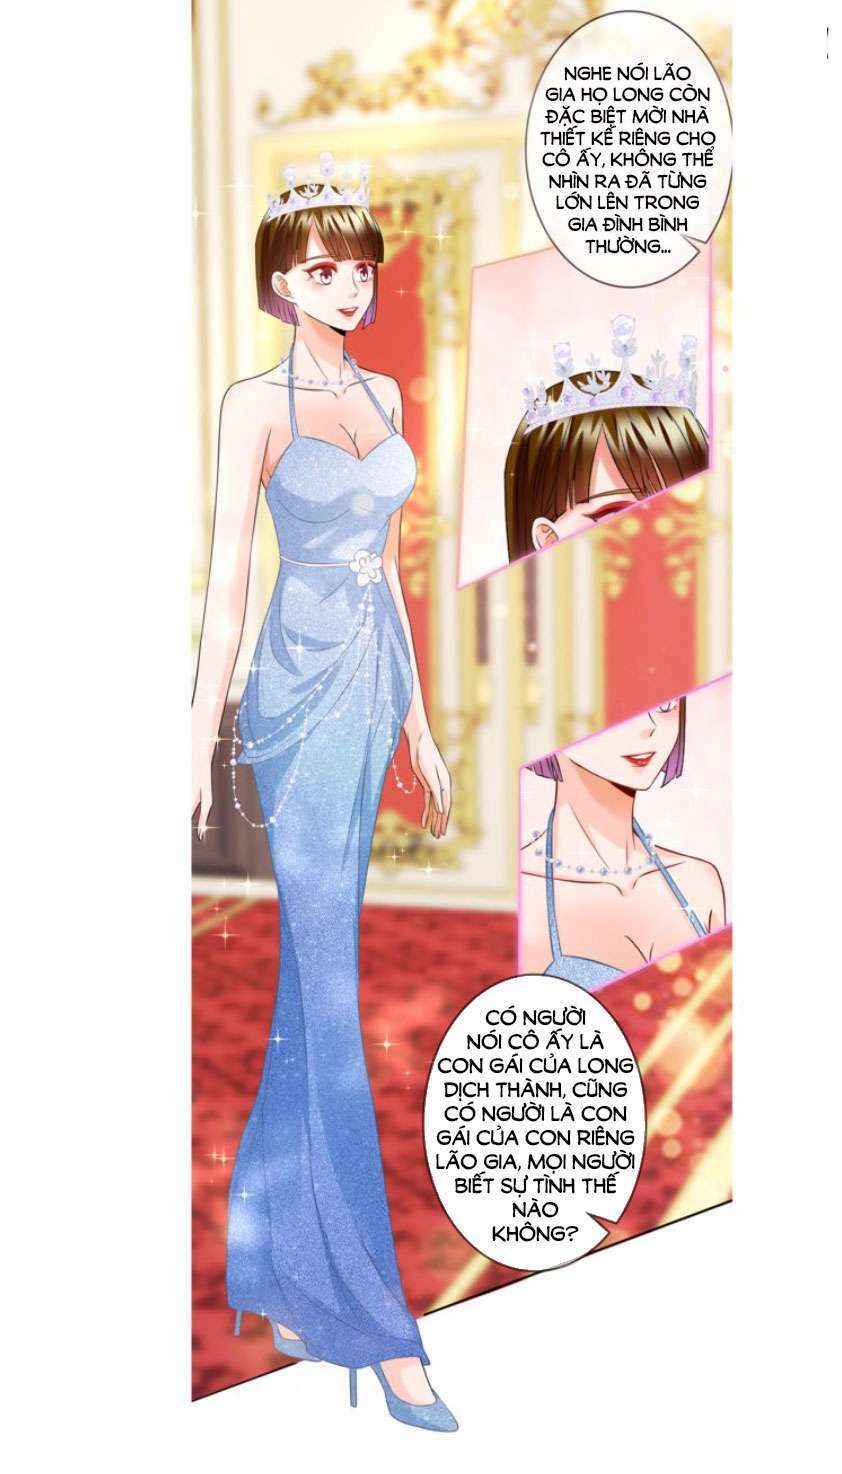 NGHE NÓI LÃO
GIA HỌ LONG CÒN
ĐẶC BIỆT MỜI NHÀ
THIẾT KẾ RIÊNG CHO
CÔ ẤY, KHÔNG THỂ
NHÌN RA ĐÃ TỪNG
LỚN LÊN TRONG
GIA ĐÌNH BÌNH
THƯỜNG...
CÓ NGƯỜI
NÓI CÔ ẤY LÀ
CON GÁI CỦA LONG
DỊCH THÀNH, CŨNG
CÓ NGƯỜI LÀ CON
GÁI CỦA CON RIÊNG
LÃO GIA, MỌI NGƯỜI
BIẾT SỰ TÌNH THẾ
NÀO
KHÔNG?